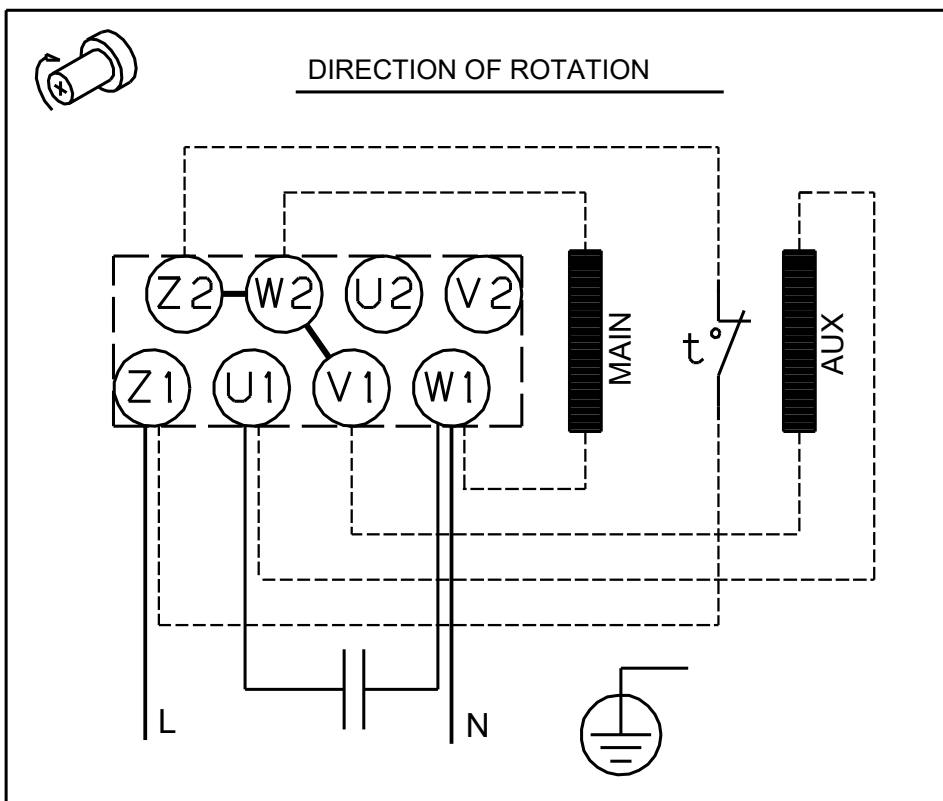 DIRECTION OF ROTATION
Z2 W2 U2 V2
Z1 U1 V1 W1
MAIN
t°
AUX
L
N